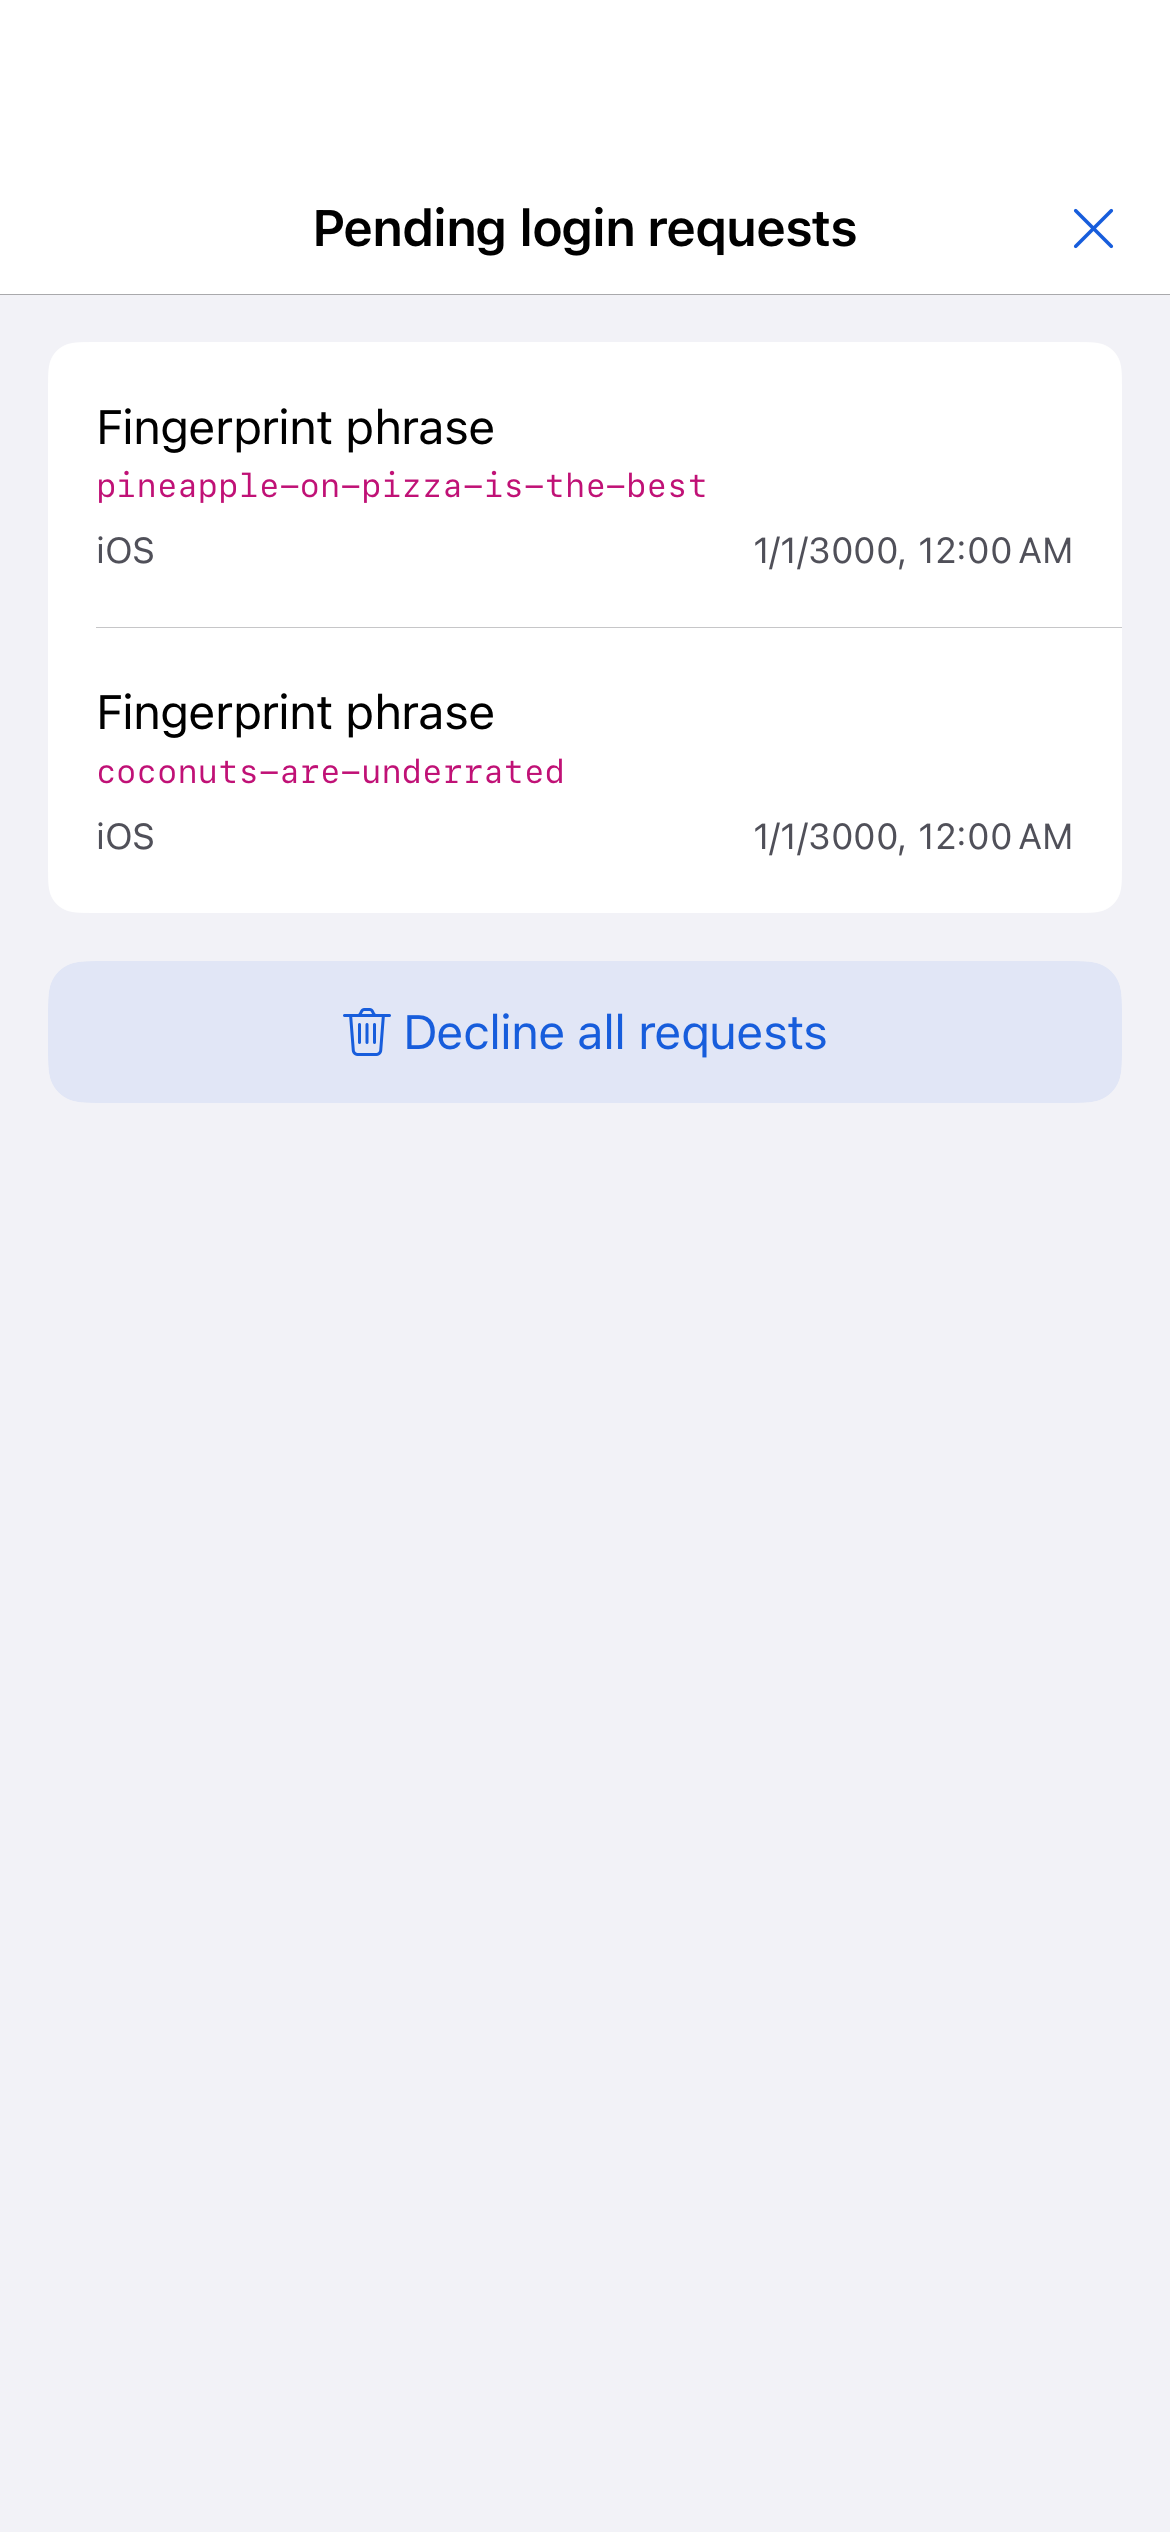 Pending login requests
Fingerprint phrase
pineapple-on-pizza-is-the-best
iOS 1/1/3000, 12:00 AM
Fingerprint phrase
coconuts-are-underrated
iOS 1/1/3000, 12:00 AM
Decline all requests